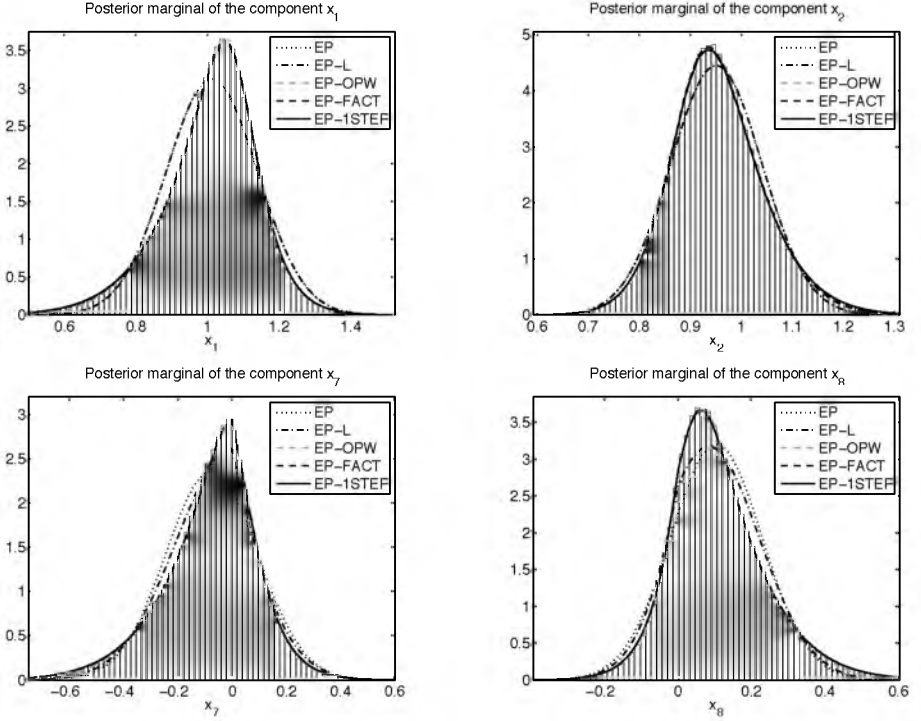 Posterior marginal of the component x1
3.5
3
2.5
2
1.5
1
0.5
0
0.6
0.8
1
1.2
1.4
x1
EP
EP-L
EP-OPW
EP-FACT
EP-1STEF
Posterior marginal of the component x2
5
4
3
2
1
0
0.6
0.7
0.8
0.9
1
1.1
1.2
1.3
x2
EP
EP-L
EP-OPW
EP-FACT
EP-1STEF
Posterior marginal of the component x7
3
2.5
2
1.5
1
0.5
0
−0.6
−0.4
−0.2
0
0.2
0.4
0.6
x7
EP
EP-L
EP-OPW
EP-FACT
EP-1STEF
Posterior marginal of the component x8
3.5
3
2.5
2
1.5
1
0.5
0
−0.2
0
0.2
0.4
0.6
x8
EP
EP-L
EP-OPW
EP-FACT
EP-1STEF